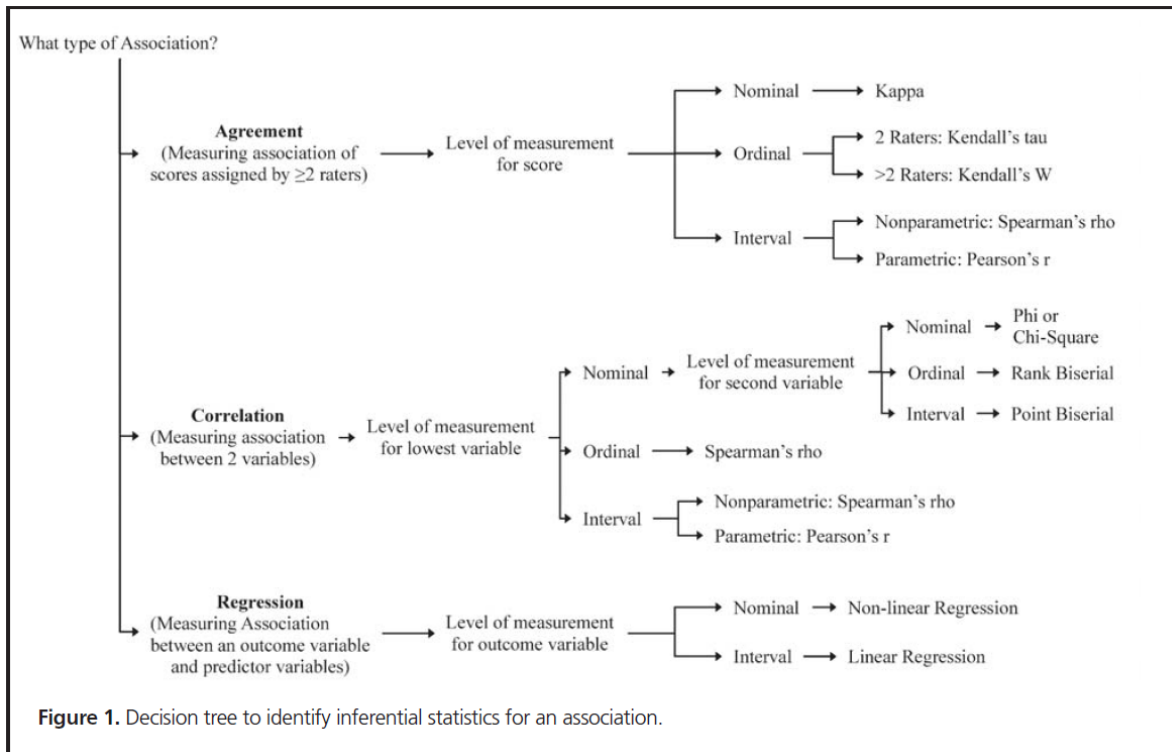 What type of Association?
Agreement
(Measuring association of
scores assigned by ≥2 raters)
Level of measurement
for score
Nominal
Kappa
Ordinal
2 Raters: Kendall's tau
>2 Raters: Kendall's W
Interval
Nonparametric: Spearman's rho
Parametric: Pearson's r
Correlation
(Measuring association
between 2 variables)
Level of measurement
for lowest variable
Nominal
Level of measurement
for second variable
Nominal
Phi or
Chi-Square
Ordinal
Rank Biserial
Interval
Point Biserial
Ordinal
Spearman's rho
Interval
Nonparametric: Spearman's rho
Parametric: Pearson's r
Regression
(Measuring Association
between an outcome variable
and predictor variables)
Level of measurement
for outcome variable
Nominal
Non-linear Regression
Interval
Linear Regression
Figure 1. Decision tree to identify inferential statistics for an association.